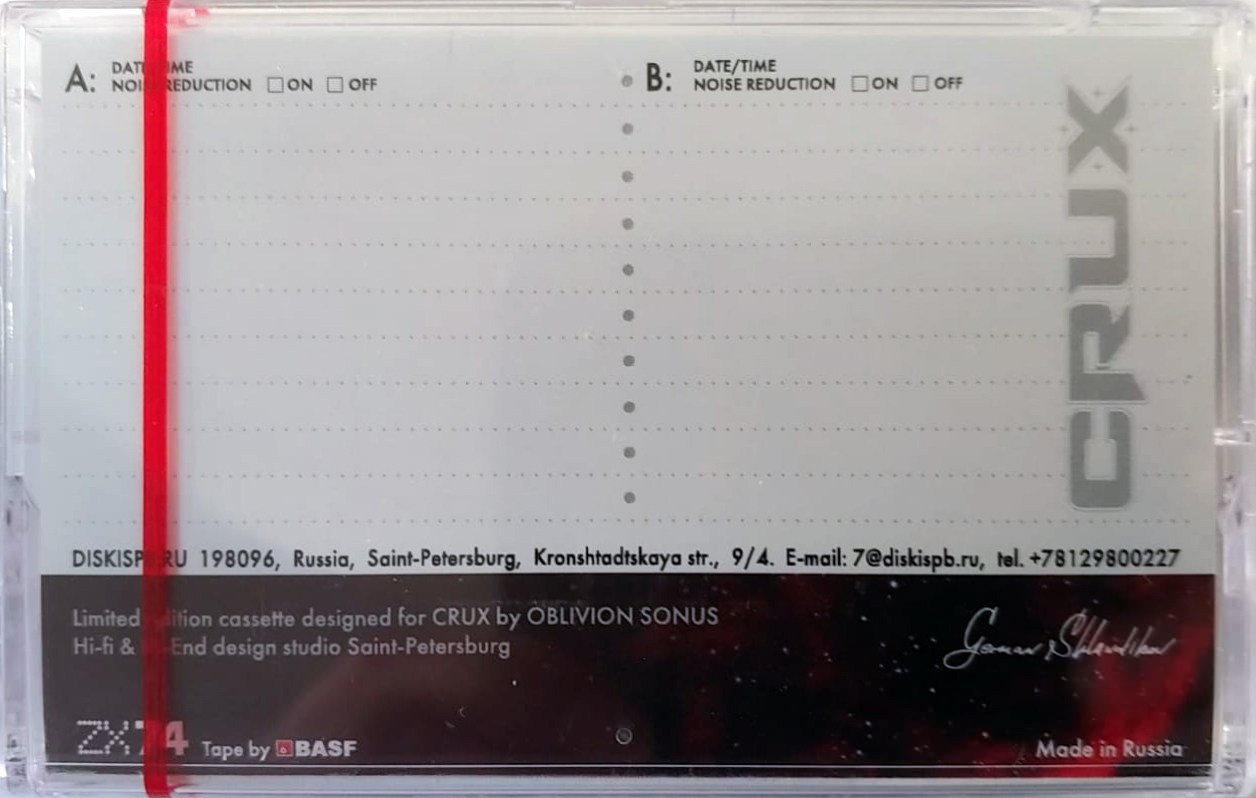 A: DATE/TIME
NOISE REDUCTION ☐ ON ☐ OFF
B: DATE/TIME
NOISE REDUCTION ☐ ON ☐ OFF
CRUX
DISKISPB.RU 198096, Russia, Saint-Petersburg, Kronshtadtskaya str., 9/4. E-mail: 7@diskispb.ru, tel. +78129800227
Limited edition cassette designed for CRUX by OBLIVION SONUS
Hi-fi & Hi-End design studio Saint-Petersburg
ZX74 Tape by BASF
Made in Russia